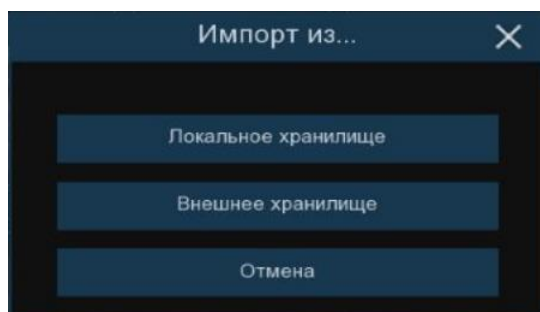 Импорт из...
Локальное хранилище
Внешнее хранилище
Отмена